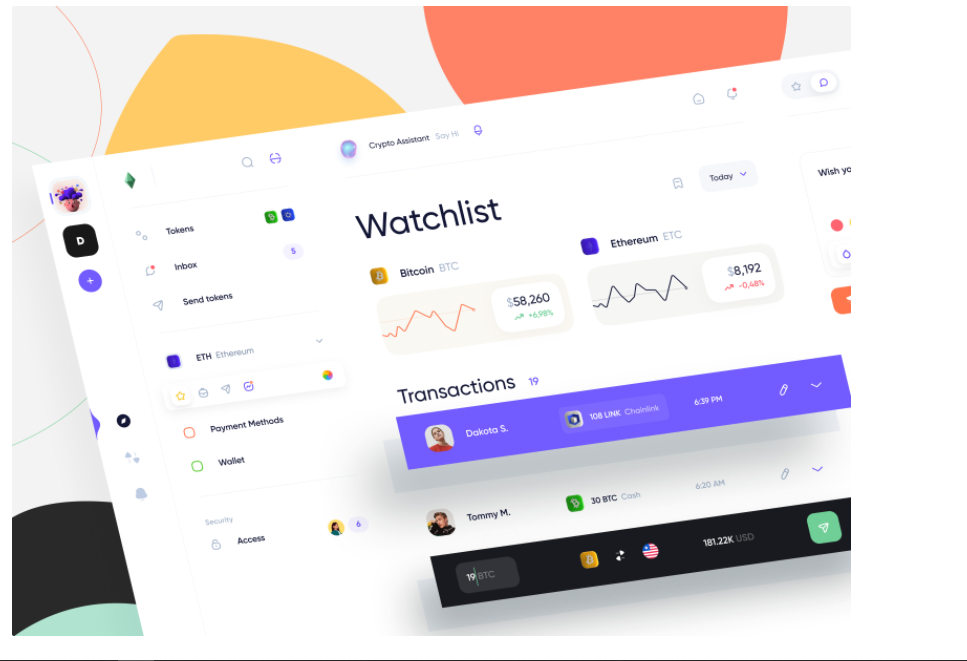 Crypto Assistant Say Hi
D
Tokens
Inbox 5
Send tokens
ETH Ethereum
Payment Methods
Wallet
Security
Access 6
Watchlist
Today
Bitcoin BTC
$58,260
+6,98%
Ethereum ETC
$8,192
-0,48%
Transactions 19
Dakota S. 108 LINK Chainlink 6:39 PM
Tommy M. 30 BTC Cash 6:20 AM
19 BTC 181.22K USD
Wish yo